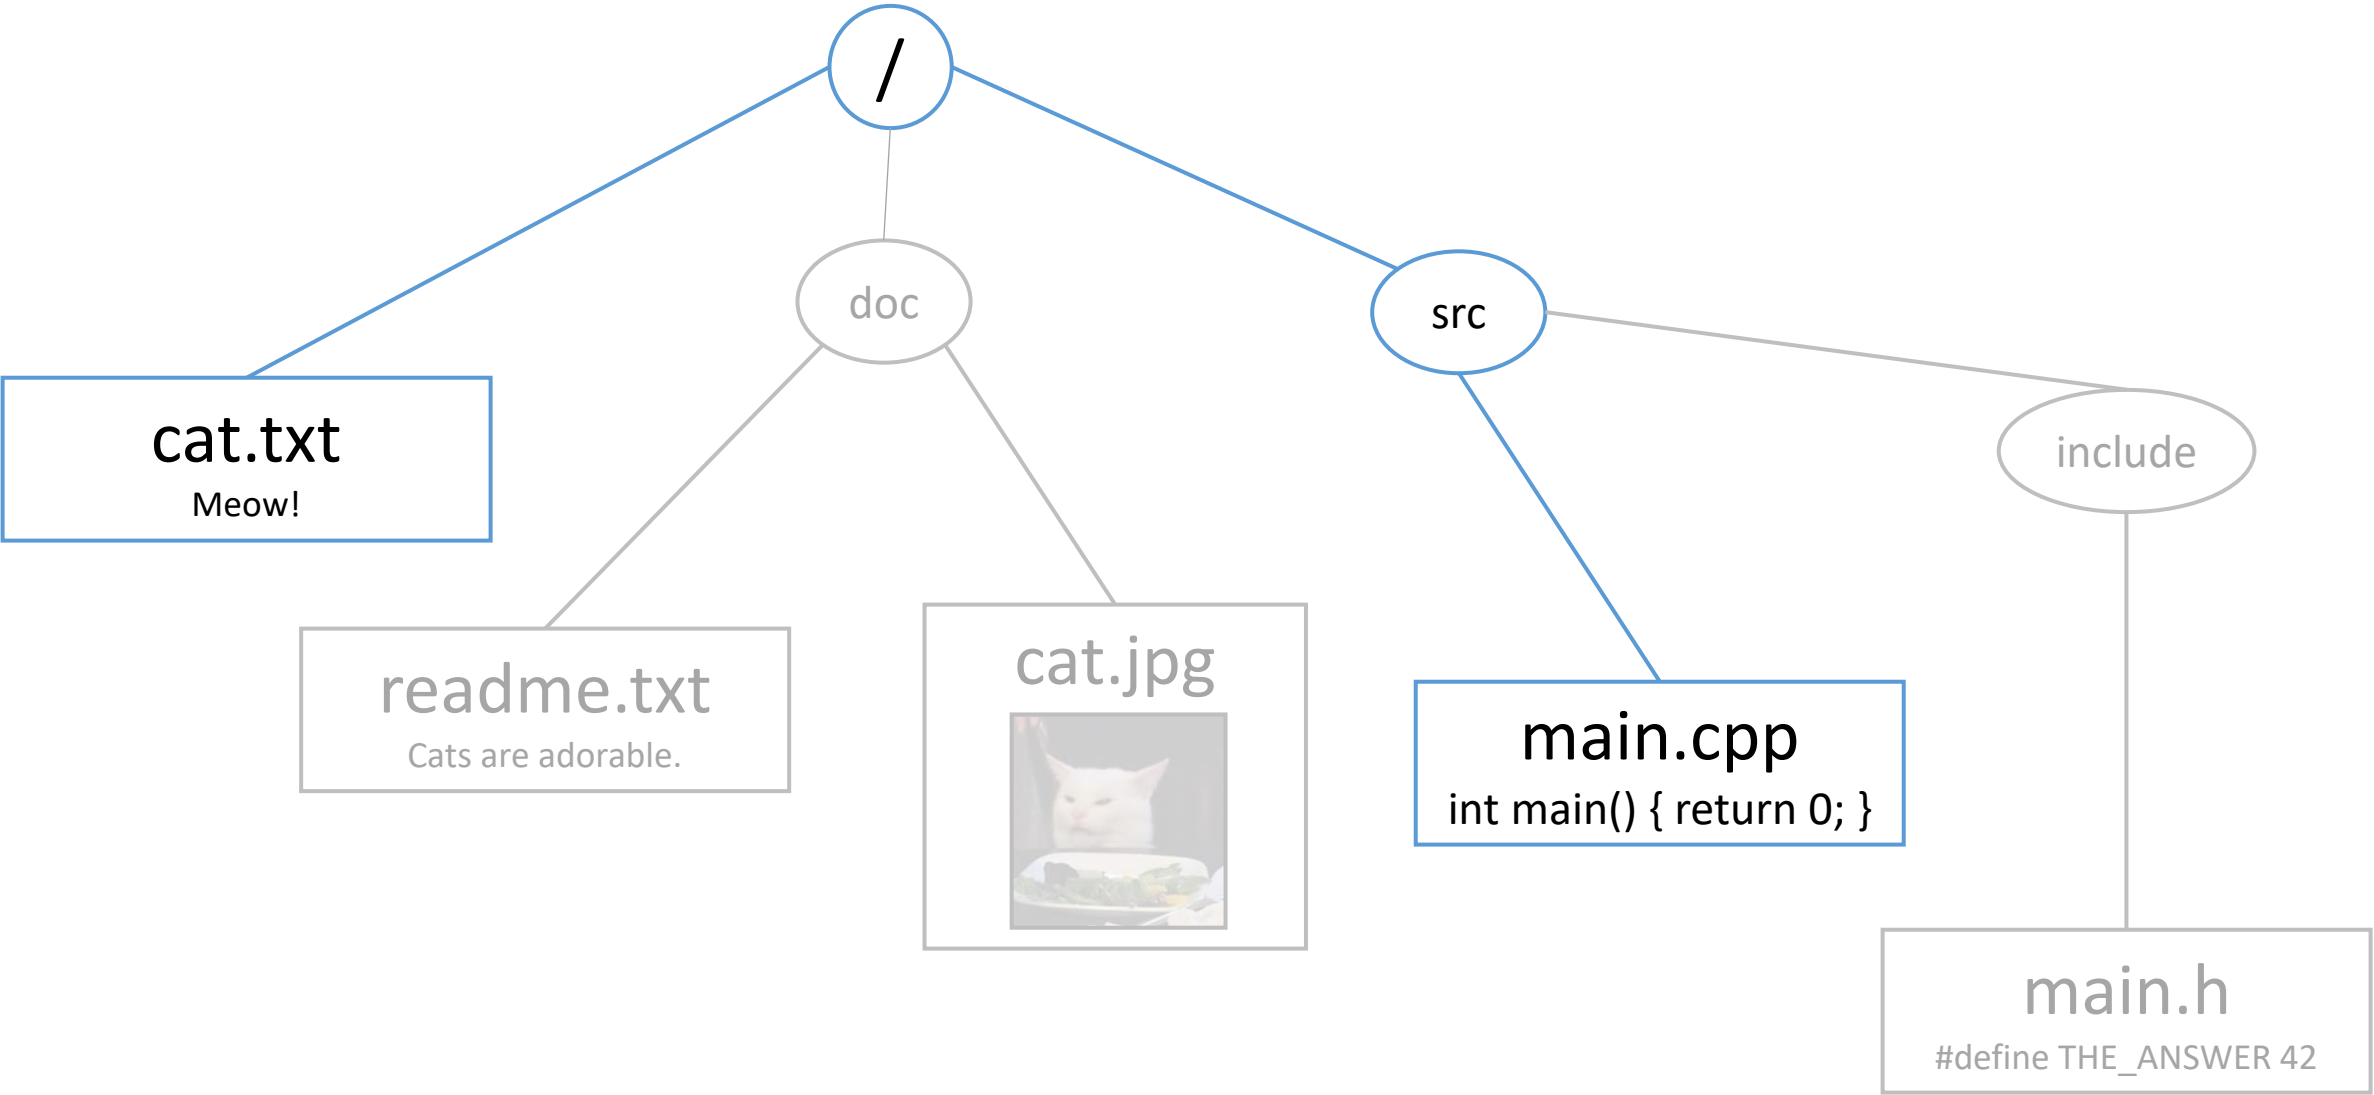 /
doc
src
cat.txt
Meow!
include
readme.txt
Cats are adorable.
cat.jpg
main.cpp
int main() { return 0; }
main.h
#define THE_ANSWER 42